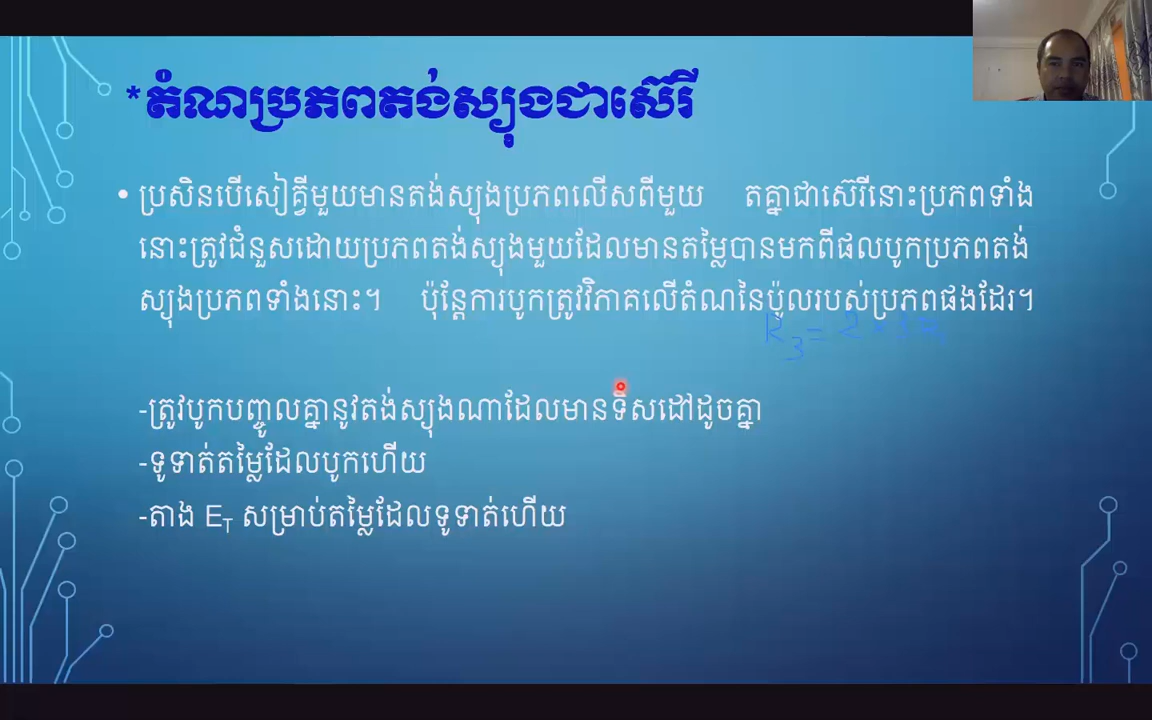 *តំណប្រភពតង់ស្យុងជាស៊េរី
• ប្រសិនបើសៀគ្វីមួយមានតង់ស្យុងប្រភពលើសពីមួយ តគ្នាជាស៊េរីនោះប្រភពទាំង
នោះត្រូវជំនួសដោយប្រភពតង់ស្យុងមួយដែលមានតម្លៃបានមកពីផលបូកប្រភពតង់
ស្យុងប្រភពទាំងនោះ។ ប៉ុន្តែការបូកត្រូវវិភាគលើតំណនៃប៉ូលរបស់ប្រភពផងដែរ។
R3 = 2 ×
-ត្រូវបូកបញ្ចូលគ្នានូវតង់ស្យុងណាដែលមានទិសដៅដូចគ្នា
-ទូទាត់តម្លៃដែលបូកហើយ
-តាង ET សម្រាប់តម្លៃដែលទូទាត់ហើយ